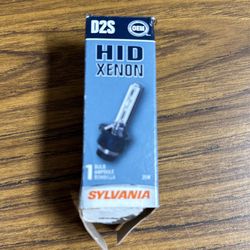 D2S
OEM
HID
XENON
1
BULB
AMPOULE
BOMBILLA
35W
SYLVANIA